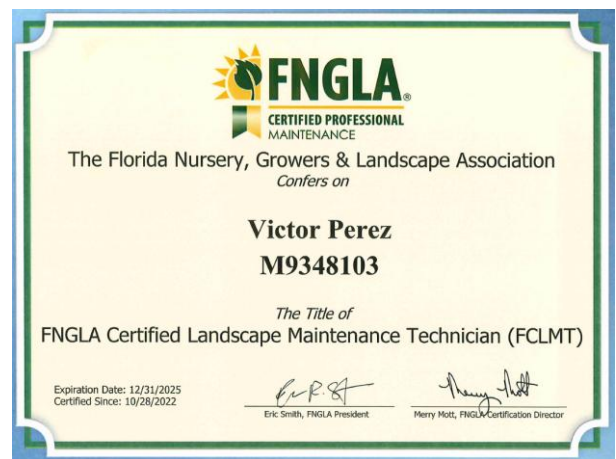 FNGLA®
CERTIFIED PROFESSIONAL
MAINTENANCE
The Florida Nursery, Growers & Landscape Association
Confers on
Victor Perez
M9348103
The Title of
FNGLA Certified Landscape Maintenance Technician (FCLMT)
Expiration Date: 12/31/2025
Certified Since: 10/28/2022
Eric Smith, FNGLA President
Merry Mott, FNGLA Certification Director